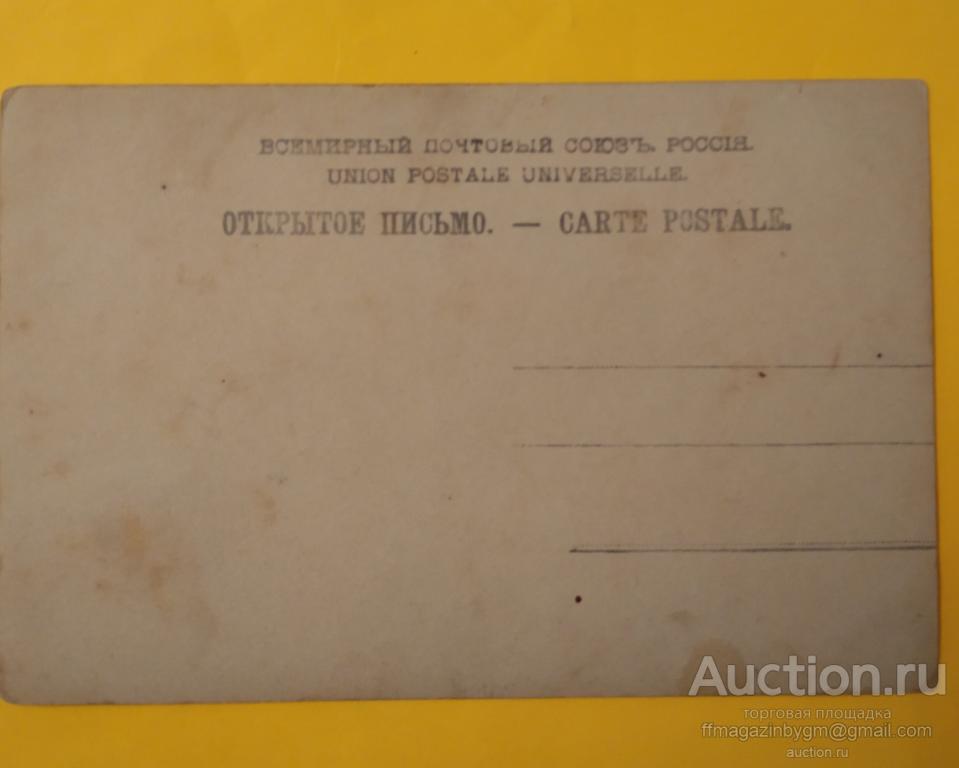 ВСЕМИРНЫЙ ПОЧТОВЫЙ СОЮЗЪ. РОССІЯ.
UNION POSTALE UNIVERSELLE.
ОТКРЫТОЕ ПИСЬМО. — CARTE POSTALE.
Auction.ru
торговая площадка
ffmagazinbygm@gmail.com
auction.ru